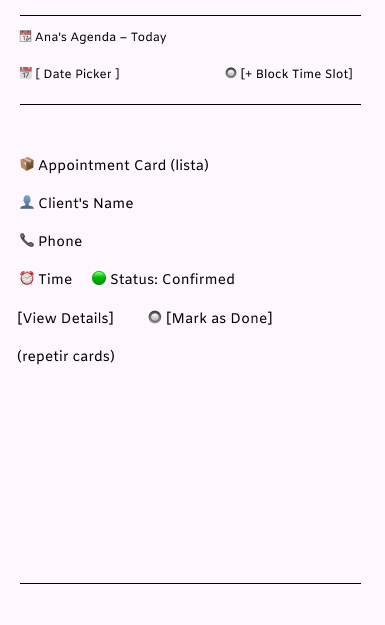 📆 Ana's Agenda – Today
📅 [ Date Picker ] 🔘 [+ Block Time Slot]
📦 Appointment Card (lista)
👤 Client's Name
📞 Phone
⏰ Time 🟢 Status: Confirmed
[View Details] 🔘 [Mark as Done]
(repetir cards)